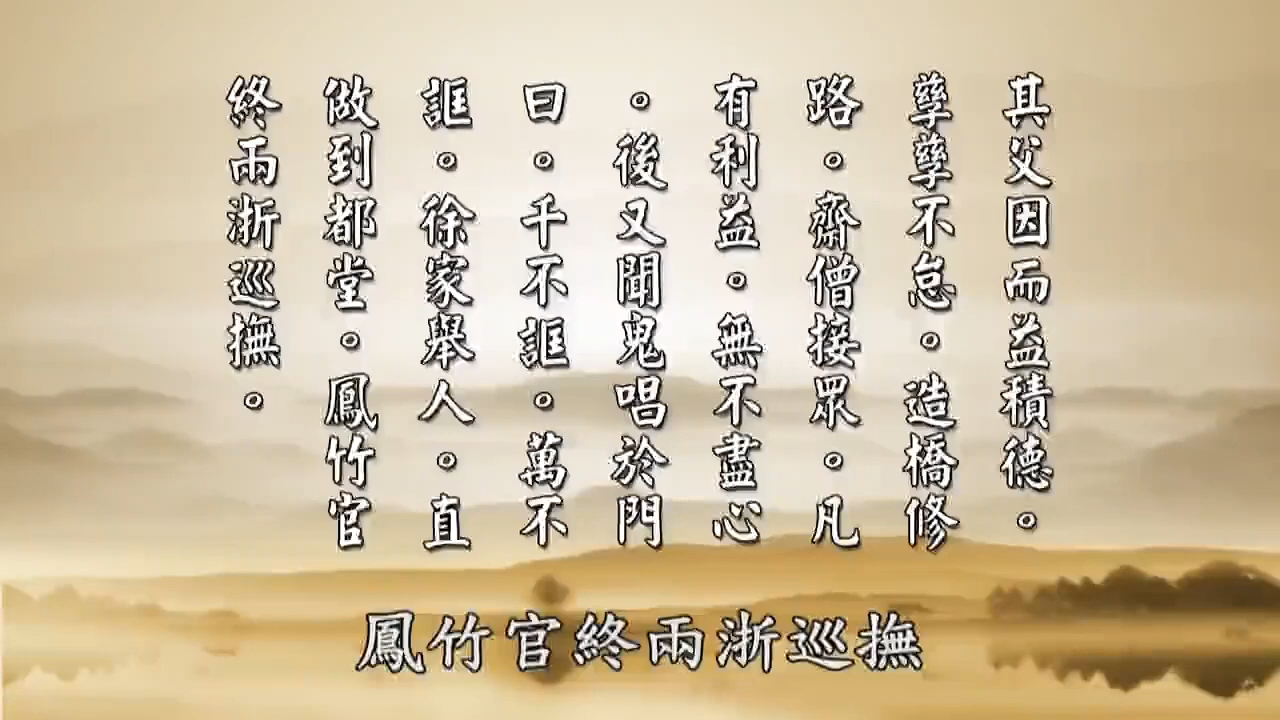 其父因而益積德。
孳孳不怠。造橋修
路。齋僧接眾。凡
有利益。無不盡心
。後又聞鬼唱於門
曰。千不誆。萬不
誆。徐家舉人。直
做到都堂。鳳竹官
終兩浙巡撫。
鳳竹官終兩浙巡撫